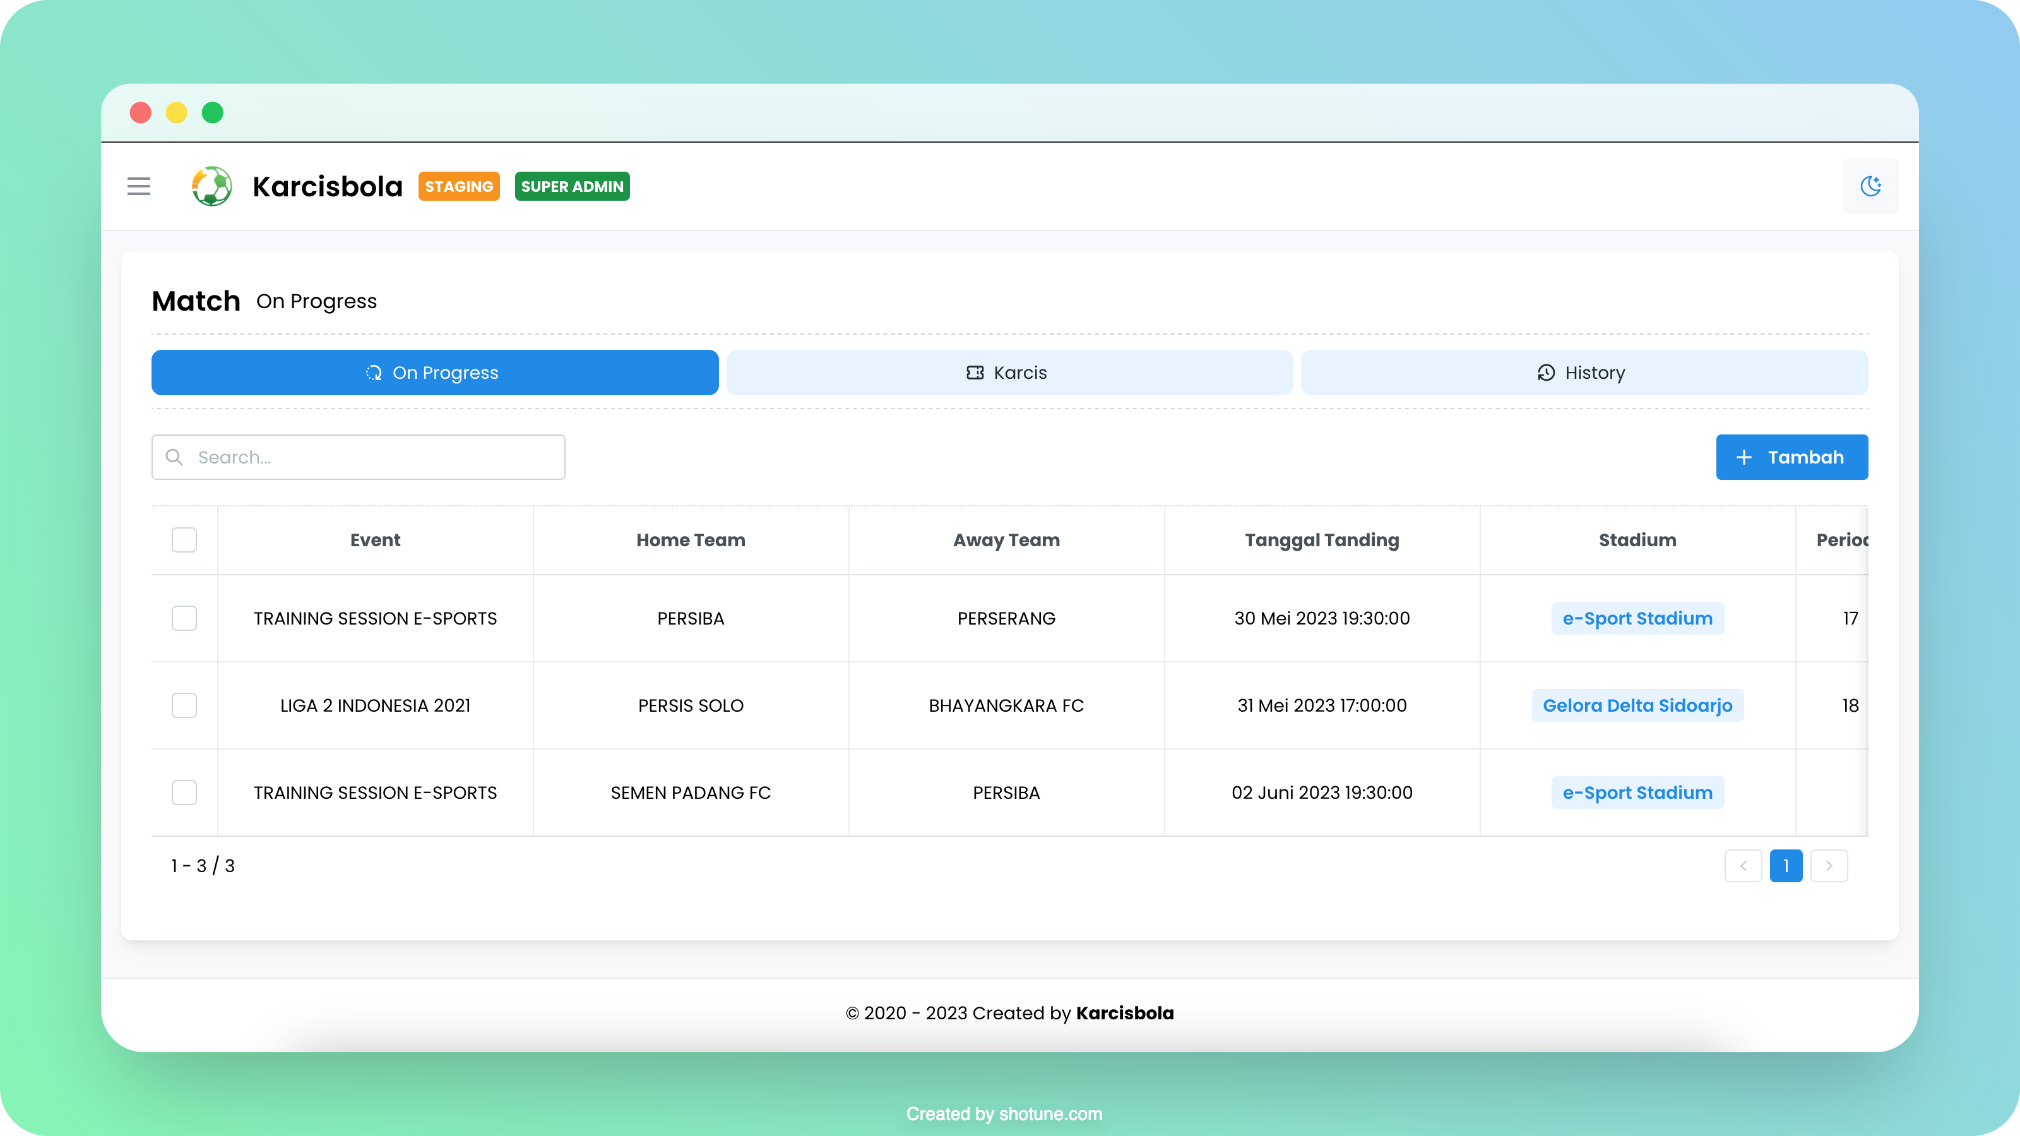 Karcisbola STAGING SUPER ADMIN
Match On Progress
On Progress Karcis History
Search... + Tambah
Event Home Team Away Team Tanggal Tanding Stadium
TRAINING SESSION E-SPORTS PERSIBA PERSERANG 30 Mei 2023 19:30:00 e-Sport Stadium 17
LIGA 2 INDONESIA 2021 PERSIS SOLO BHAYANGKARA FC 31 Mei 2023 17:00:00 Gelora Delta Sidoarjo 18
TRAINING SESSION E-SPORTS SEMEN PADANG FC PERSIBA 02 Juni 2023 19:30:00 e-Sport Stadium
1 - 3 / 3 < 1 >
© 2020 - 2023 Created by Karcisbola
Created by shotune.com